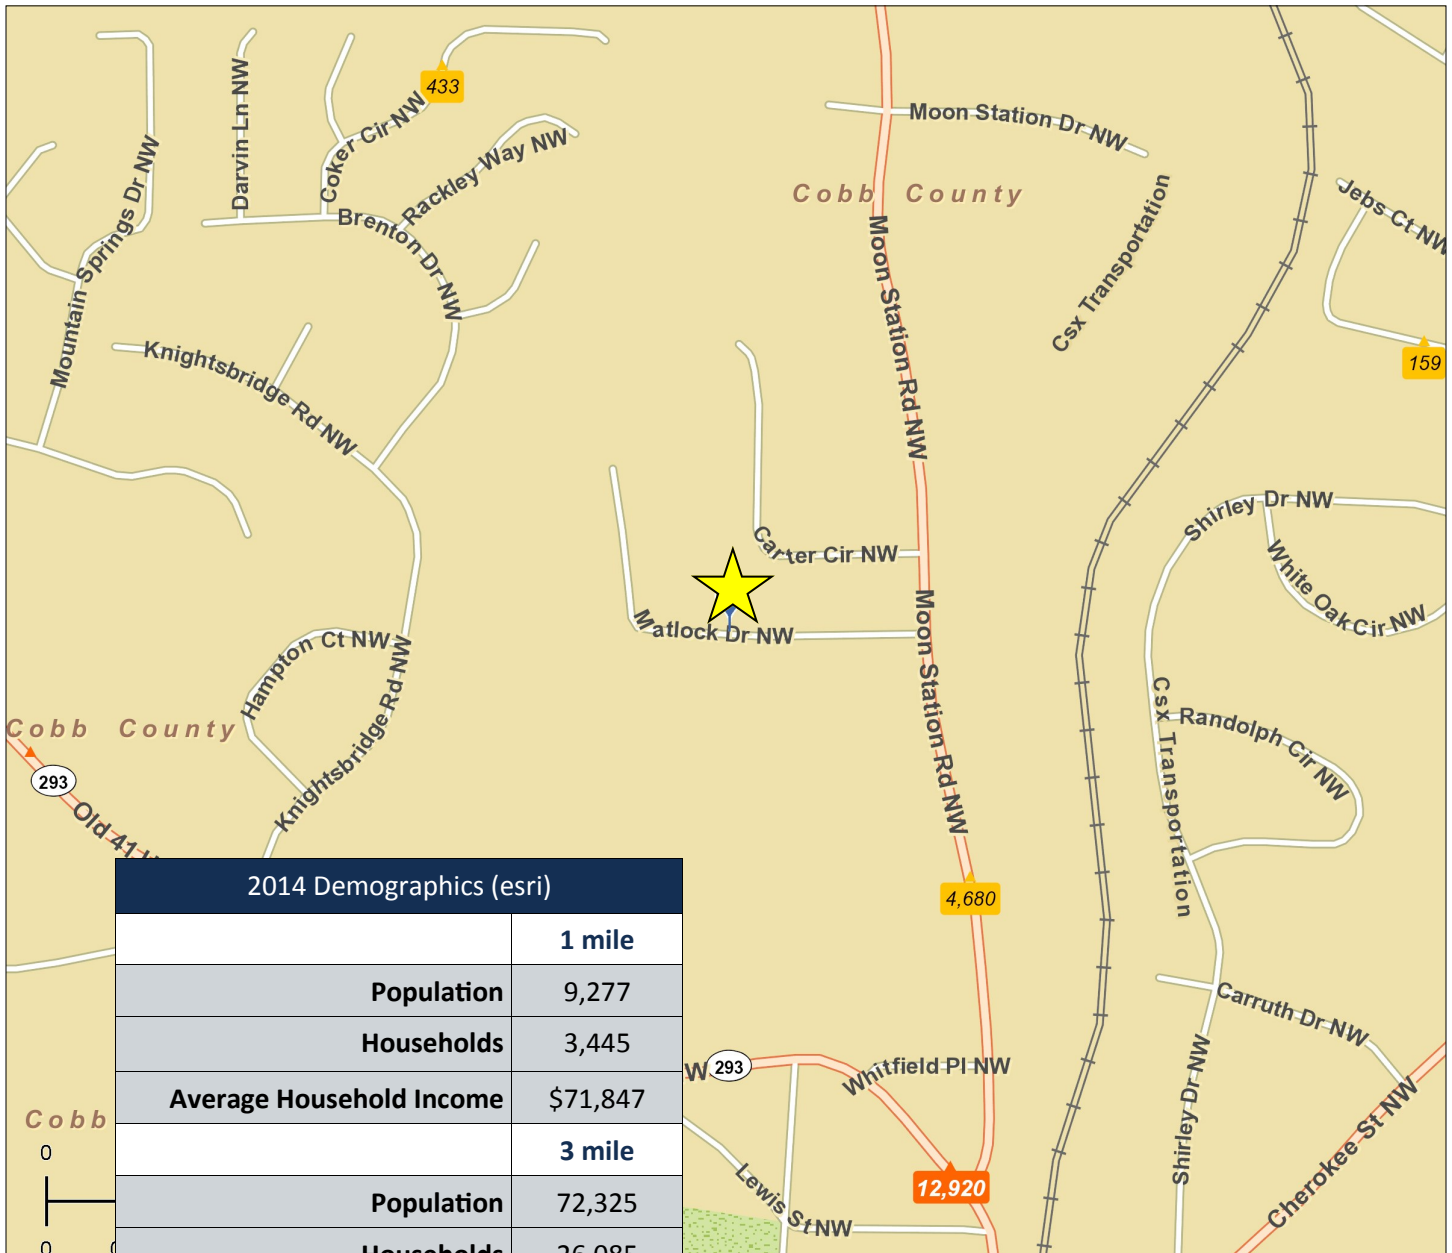 433
Moon Station Dr NW
Darvin Ln NW
Coker Cir NW
Rackley Way NW
Mountain Springs Dr NW
Brenton Dr NW
Cobb County
Csx Transportation
Jebs Ct NW
Moon Station Rd NW
159
Knightsbridge Rd NW
Shirley Dr NW
Carter Cir NW
White Oak Cir NW
Matlock Dr NW
Hampton Ct NW
Moon Station Rd NW
Knightsbridge Rd NW
Csx Transportation
Randolph Cir NW
Cobb County
293
Old 41
4,680
2014 Demographics (esri)
1 mile
Population 9,277
Households 3,445
Average Household Income $71,847
3 mile
Population 72,325
Carruth Dr NW
W 293
Whitfield Pl NW
Shirley Dr NW
Cherokee St NW
Cobb
0
12,920
Lewis St NW
Households
0